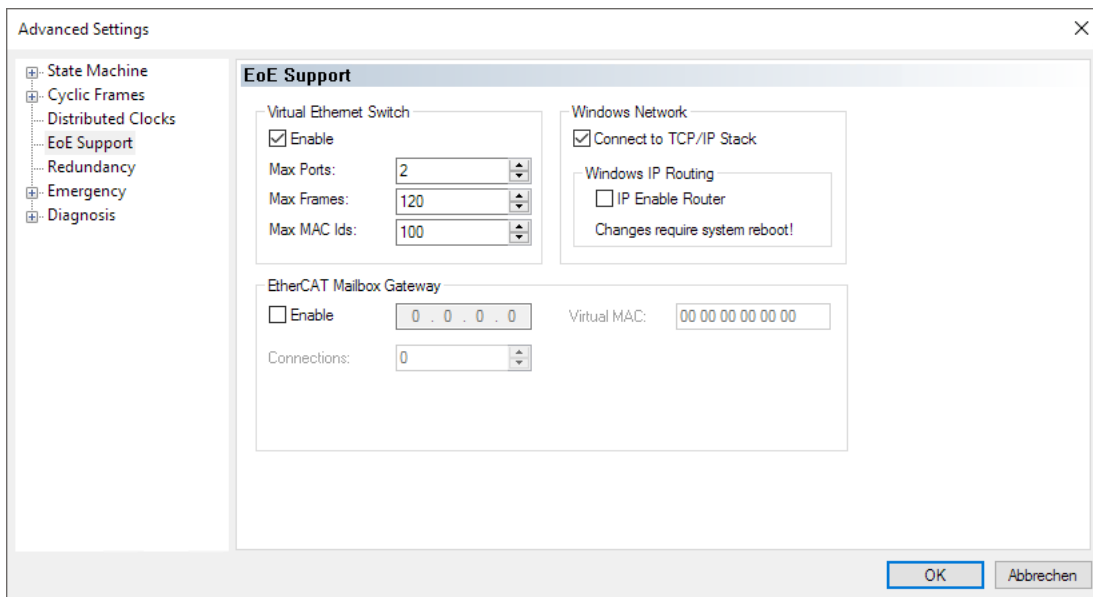 Advanced Settings
State Machine
Cyclic Frames
Distributed Clocks
EoE Support
Redundancy
Emergency
Diagnosis
EoE Support
Virtual Ethernet Switch
Enable
Max Ports: 2
Max Frames: 120
Max MAC Ids: 100
Windows Network
Connect to TCP/IP Stack
Windows IP Routing
IP Enable Router
Changes require system reboot!
EtherCAT Mailbox Gateway
Enable 0 . 0 . 0 . 0 Virtual MAC: 00 00 00 00 00 00
Connections: 0
OK Abbrechen